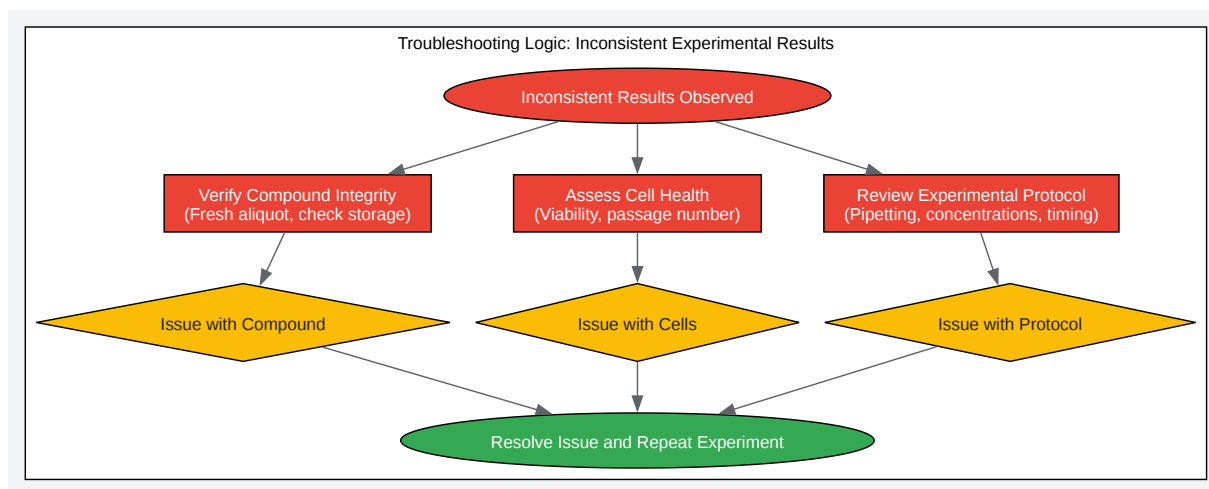 Troubleshooting Logic: Inconsistent Experimental Results
Inconsistent Results Observed
Verify Compound Integrity
(Fresh aliquot, check storage)
Assess Cell Health
(Viability, passage number)
Review Experimental Protocol
(Pipetting, concentrations, timing)
Issue with Compound
Issue with Cells
Issue with Protocol
Resolve Issue and Repeat Experiment